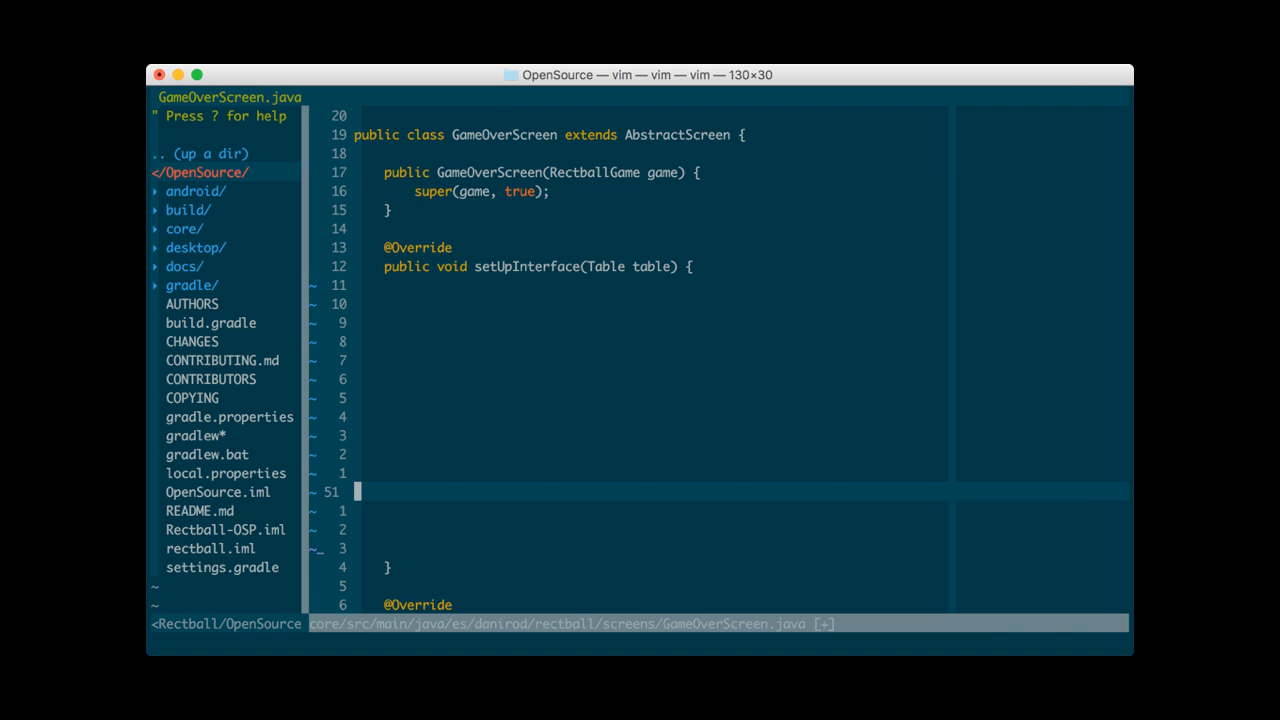 OpenSource — vim — vim — vim — 130×30
GameOverScreen.java
" Press ? for help
.. (up a dir)
</OpenSource/
▸ android/
▸ build/
▸ core/
▸ desktop/
▸ docs/
▸ gradle/
AUTHORS
build.gradle
CHANGES
CONTRIBUTING.md
CONTRIBUTORS
COPYING
gradle.properties
gradlew*
gradlew.bat
local.properties
OpenSource.iml
README.md
Rectball-OSP.iml
rectball.iml
settings.gradle
~
~
<Rectball/OpenSource
20
19 public class GameOverScreen extends AbstractScreen {
18
17     public GameOverScreen(RectballGame game) {
16         super(game, true);
15     }
14
13     @Override
12     public void setUpInterface(Table table) {
~ 11
~ 10
~ 9
~ 8
~ 7
~ 6
~ 5
~ 4
~ 3
~ 2
~ 1
~ 51
~ 1
~ 2
~_ 3
4     }
5
6     @Override
core/src/main/java/es/danirod/rectball/screens/GameOverScreen.java [+]